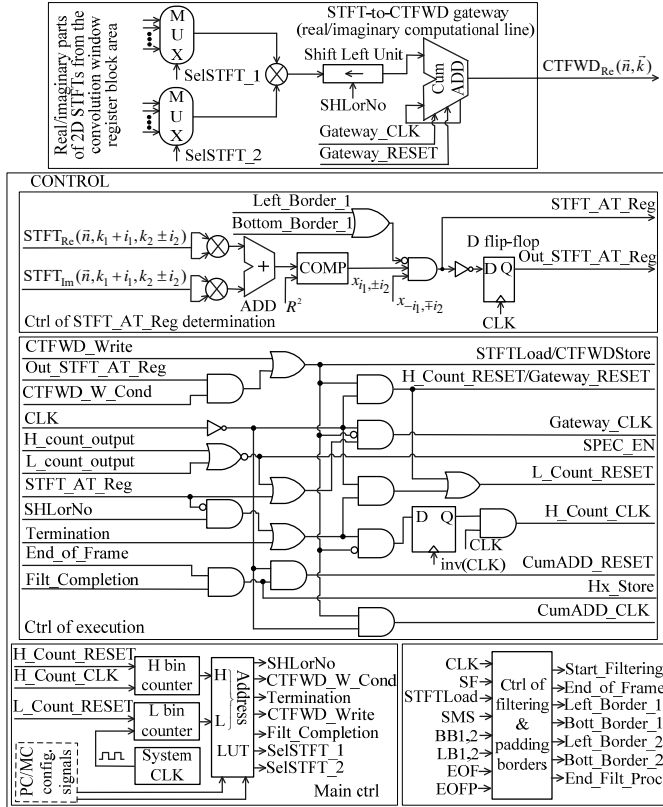 Real/imaginary parts
of 2D STFTs from the
convolution window
register block area
M
U
X
SelSTFT_1
M
U
X
SelSTFT_2
STFT-to-CTFWD gateway
(real/imaginary computational line)
Shift Left Unit
←
SHLorNo
Cum
ADD
Gateway_CLK
Gateway_RESET
CTFWD_Re(n⃗,k⃗)
CONTROL
Left_Border_1
Bottom_Border_1
STFT_Re(n⃗,k₁+i₁,k₂±i₂)
STFT_Im(n⃗,k₁+i₁,k₂±i₂)
+
ADD
COMP
R²
x_{i₁,±i₂}
x_{−i₁,∓i₂}
STFT_AT_Reg
D flip-flop
D Q
Out_STFT_AT_Reg
CLK
Ctrl of STFT_AT_Reg determination
CTFWD_Write
Out_STFT_AT_Reg
CTFWD_W_Cond
CLK
H_count_output
L_count_output
STFT_AT_Reg
SHLorNo
Termination
End_of_Frame
Filt_Completion
Ctrl of execution
STFTLoad/CTFWDStore
H_Count_RESET/Gateway_RESET
Gateway_CLK
SPEC_EN
L_Count_RESET
D Q
H_Count_CLK
CLK
inv(CLK)
CumADD_RESET
Hx_Store
CumADD_CLK
H_Count_RESET
H_Count_CLK
L_Count_RESET
H bin
counter
L bin
counter
System
CLK
PC/MC
config.
signals
H
L
Address
LUT
SHLorNo
CTFWD_W_Cond
Termination
CTFWD_Write
Filt_Completion
SelSTFT_1
SelSTFT_2
Main ctrl
CLK
SF
STFTLoad
SMS
BB1,2
LB1,2
EOF
EOFP
Ctrl of
filtering
&
padding
borders
Start_Filtering
End_of_Frame
Left_Border_1
Bott_Border_1
Left_Border_2
Bott_Border_2
End_Filt_Proc